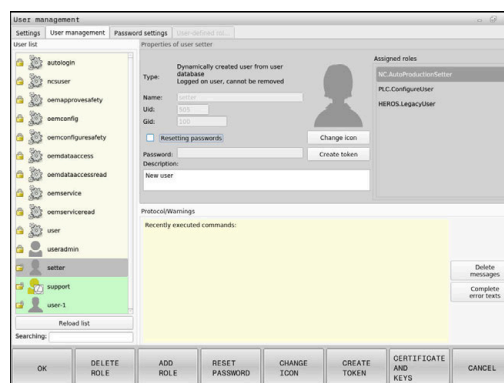 User management
Settings
User management
Password settings
User-defined rol...
User list
Properties of user setter
autologin
ncsuser
oemapprovesafety
oemconfig
oemconfiguresafety
oemdataaccess
oemdataaccessread
oemservice
oemserviceread
user
useradmin
setter
support
user-1
Reload list
Searching:
Type:
Dynamically created user from user
database
Logged on user, cannot be removed
Name:
setter
Uid:
Gid:
100
Resetting passwords
Change icon
Password:
Create token
Description:
New user
Assigned roles
NC.AutoProductionSetter
PLC.ConfigureUser
HEROS.LegacyUser
Protocol/Warnings
Recently executed commands:
Delete
messages
Complete
error texts
OK
DELETE
ROLE
ADD
ROLE
RESET
PASSWORD
CHANGE
ICON
CREATE
TOKEN
CERTIFICATE
AND
KEYS
CANCEL